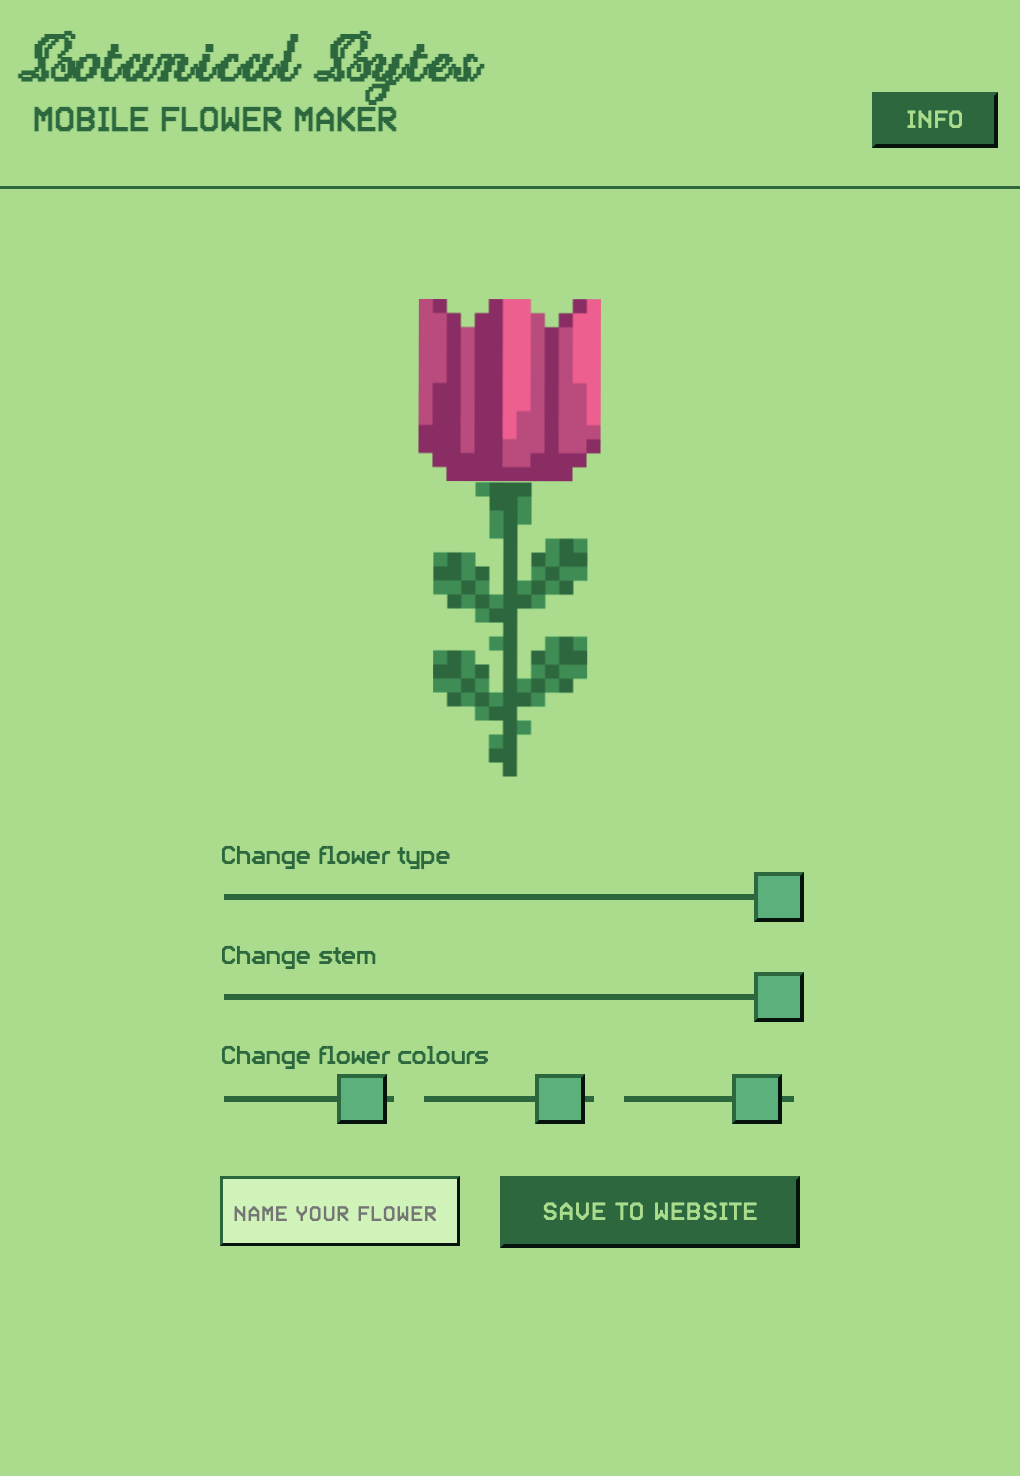 Botanical Bytes
MOBILE FLOWER MAKER
INFO
Change flower type
Change stem
Change flower colours
NAME YOUR FLOWER
SAVE TO WEBSITE